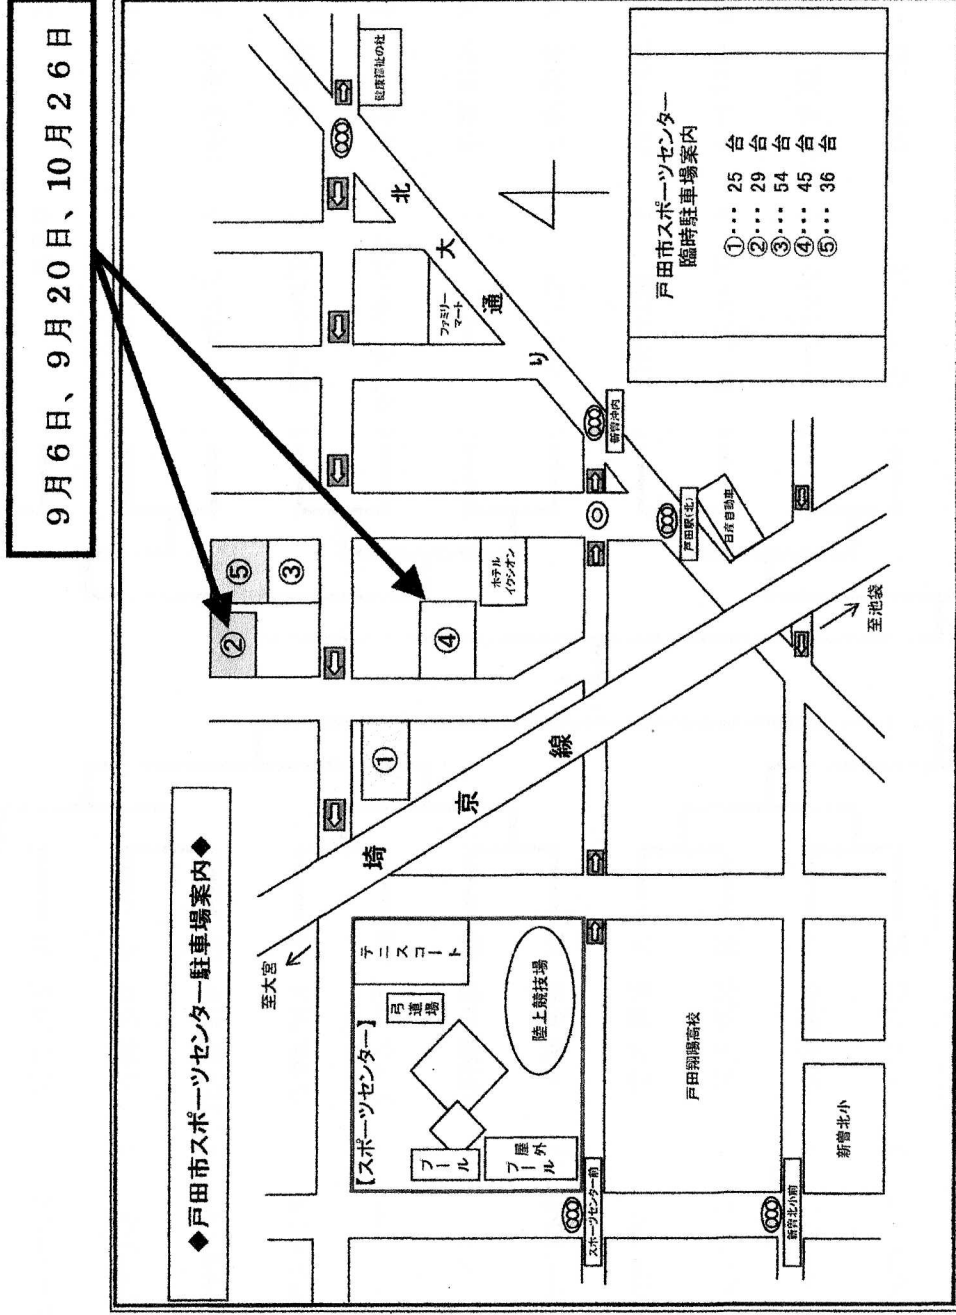 9月6日、9月20日、10月26日
◆戸田市スポーツセンター駐車場案内◆
戸田市スポーツセンター
臨時駐車場案内
①・・・ 25 台
②・・・ 29 台
③・・・ 54 台
④・・・ 45 台
⑤・・・ 36 台
至大宮
埼京線
至池袋
北大通り
健康福祉の杜
ファミリー
マート
新曽沖内
戸田駅(北)
日産自動車
ホテル
イクシオン
①
②
③
④
⑤
【スポーツセンター】
テニスコート
弓道場
陸上競技場
プール
屋外
プール
スポーツセンター前
戸田翔陽高校
新曽北小前
新曽北小